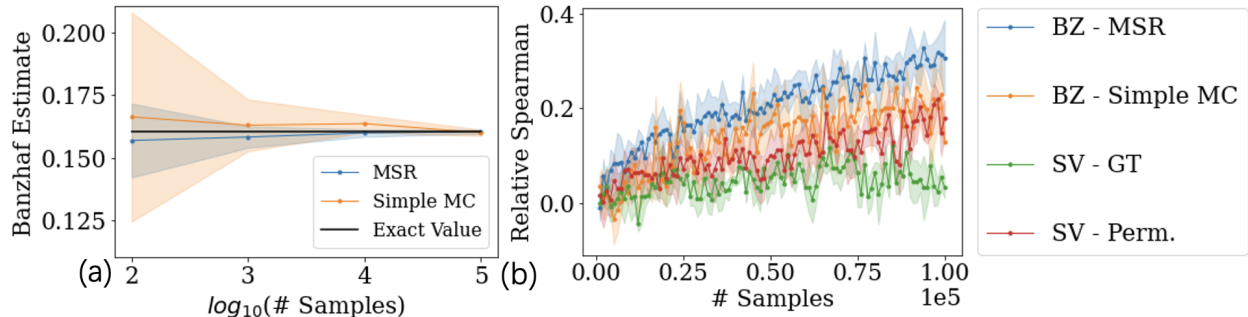 Banzhaf Estimate
0.200
0.175
0.150
0.125
MSR
Simple MC
Exact Value
(a)
2 3 4 5
log10(# Samples)
Relative Spearman
0.4
0.2
0.0
(b)
0.00 0.25 0.50 0.75 1.00
# Samples
1e5
BZ - MSR
BZ - Simple MC
SV - GT
SV - Perm.